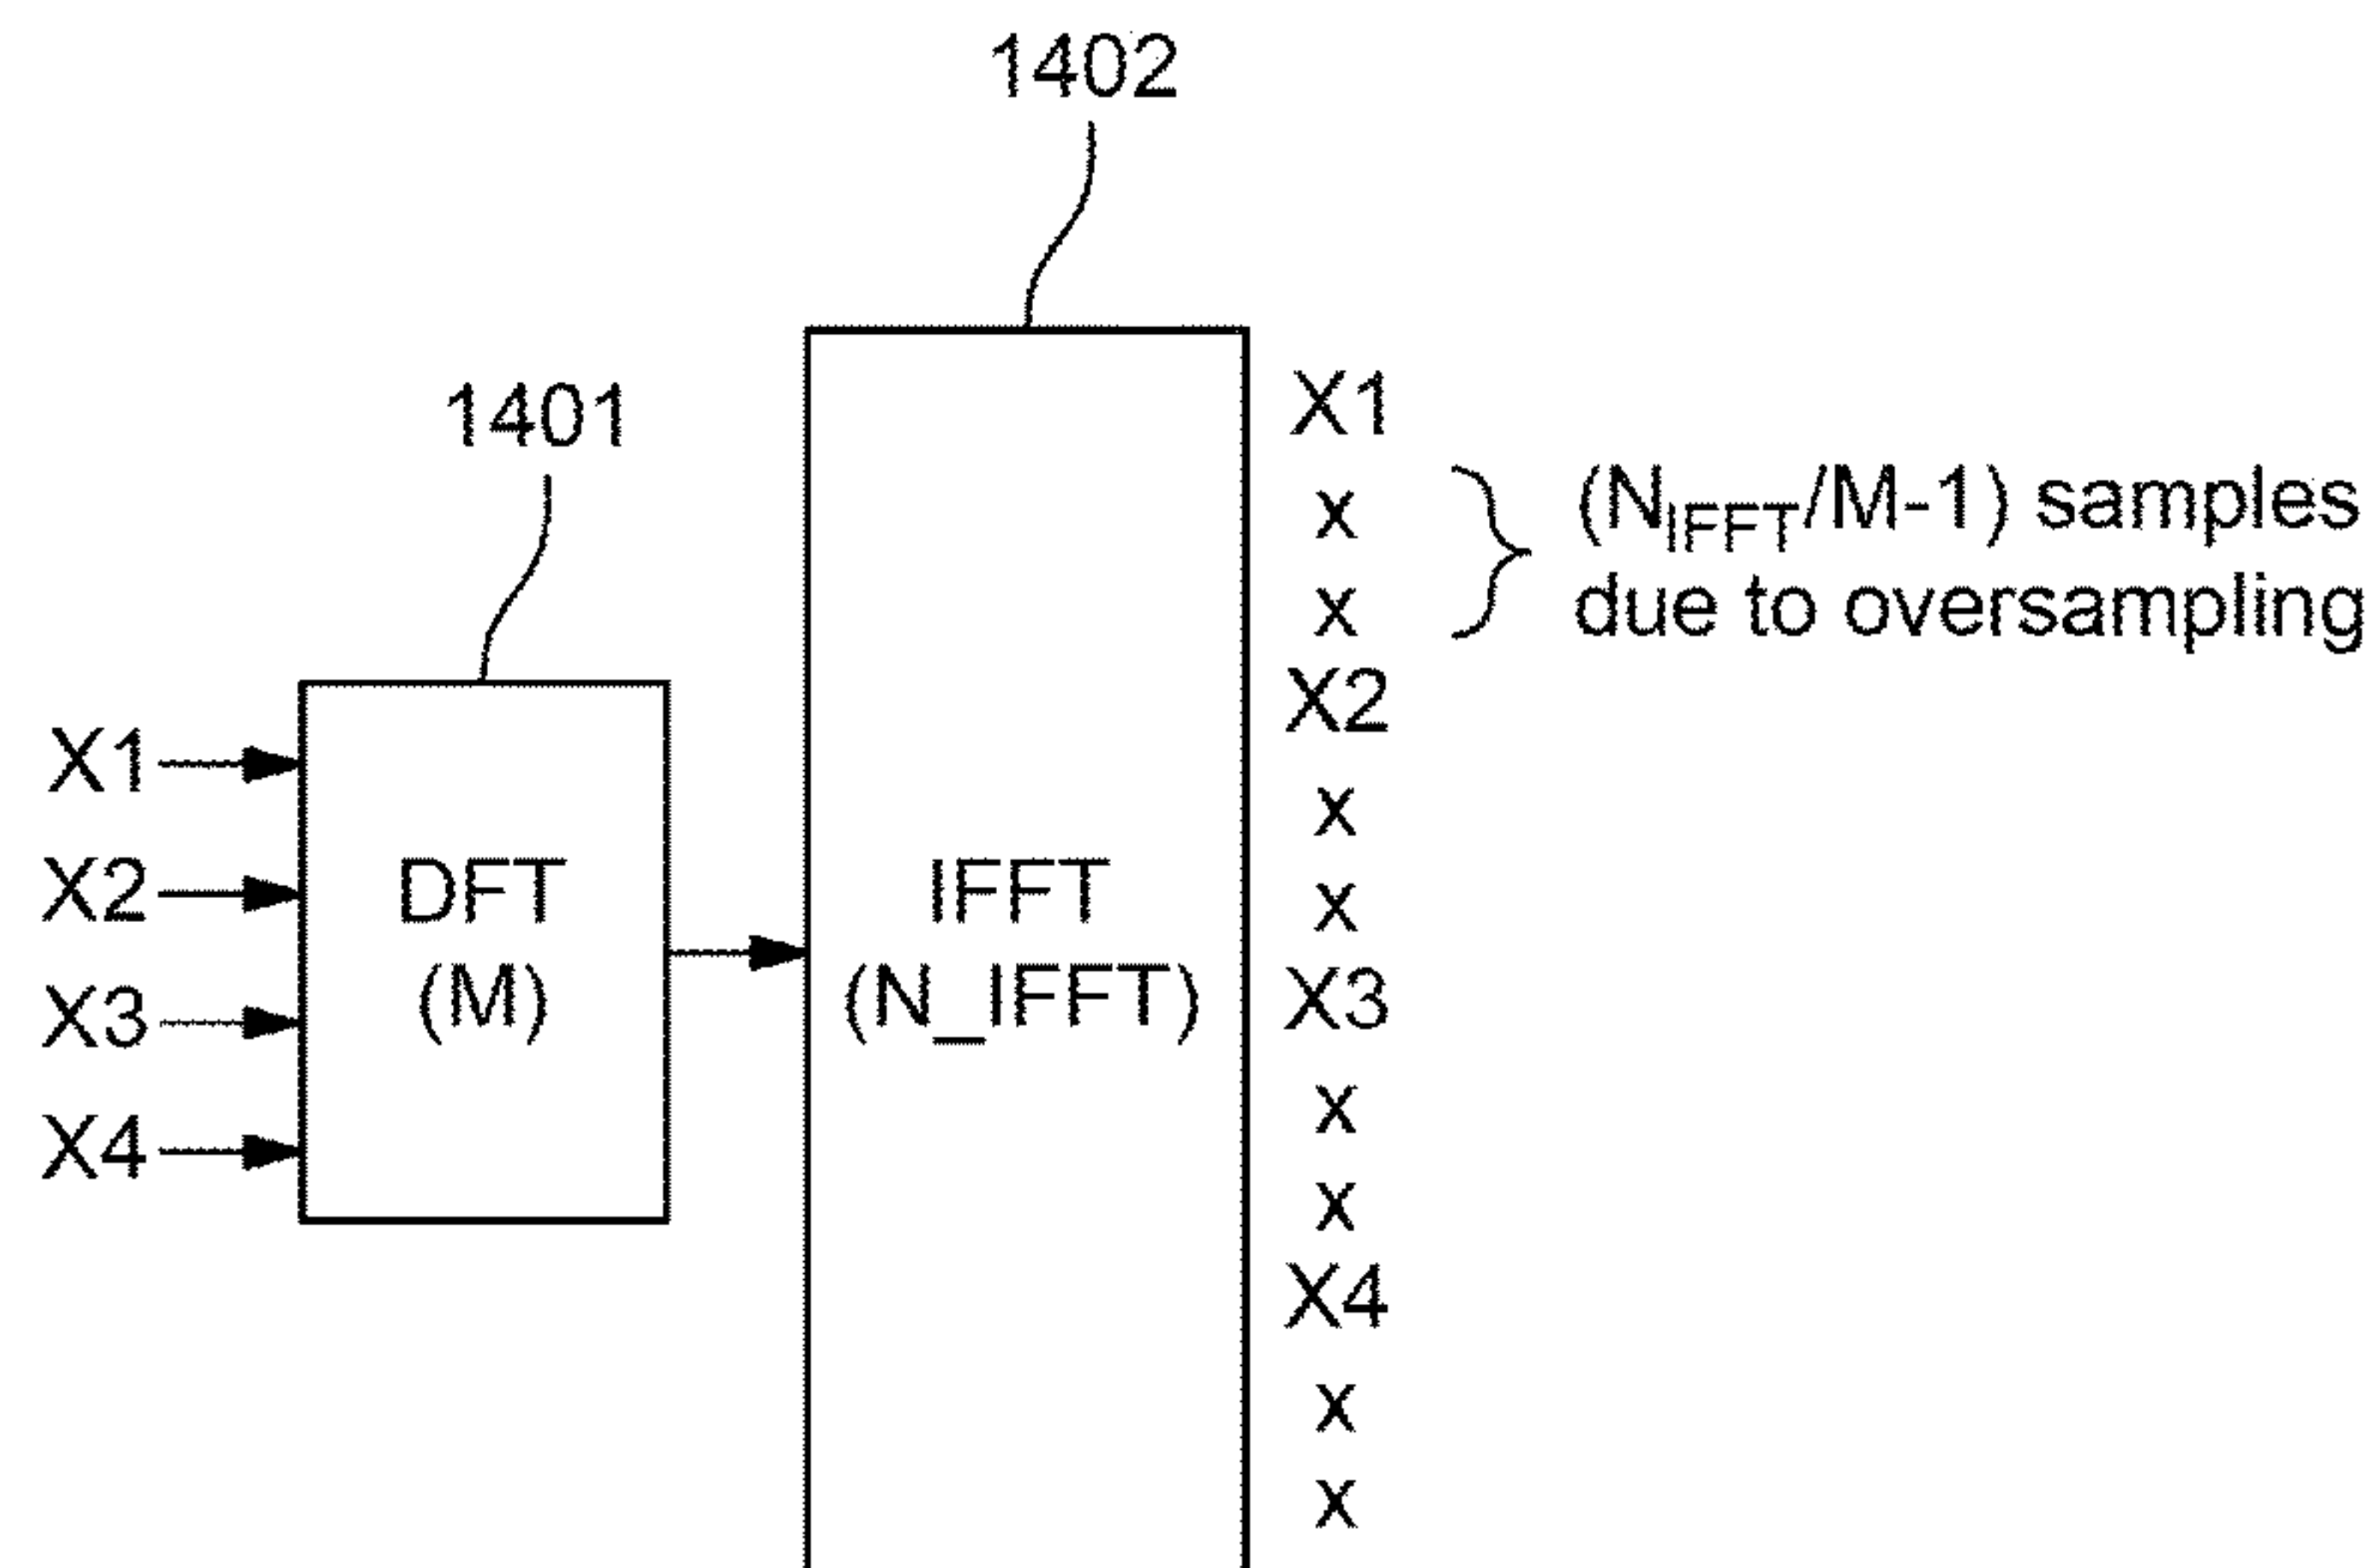 1402
1401
X1
X2
X3
X4
DFT
(M)
IFFT
(N_IFFT)
X1
x
x
X2
x
x
X3
x
x
X4
x
x
(N_IFFT/M-1) samples
due to oversampling